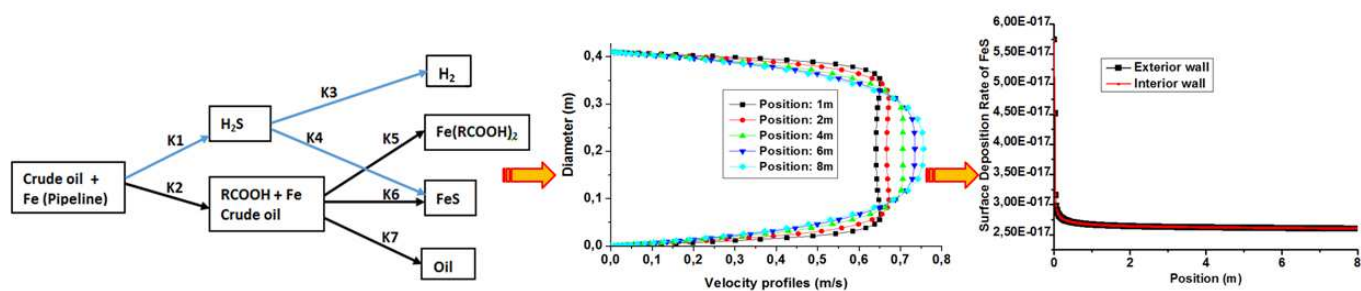 Crude oil +
Fe (Pipeline)
K1
K2
H₂S
RCOOH + Fe
Crude oil
K3
K4
K5
K6
K7
H₂
Fe(RCOOH)₂
FeS
Oil
Diameter (m)
0,4
0,3
0,2
0,1
0,0
Position: 1m
Position: 2m
Position: 4m
Position: 6m
Position: 8m
0,0 0,1 0,2 0,3 0,4 0,5 0,6 0,7 0,8
Velocity profiles (m/s)
Surface Deposition Rate of FeS
6,00E-017
5,50E-017
5,00E-017
4,50E-017
4,00E-017
3,50E-017
3,00E-017
2,50E-017
Exterior wall
Interior wall
0 2 4 6 8
Position (m)